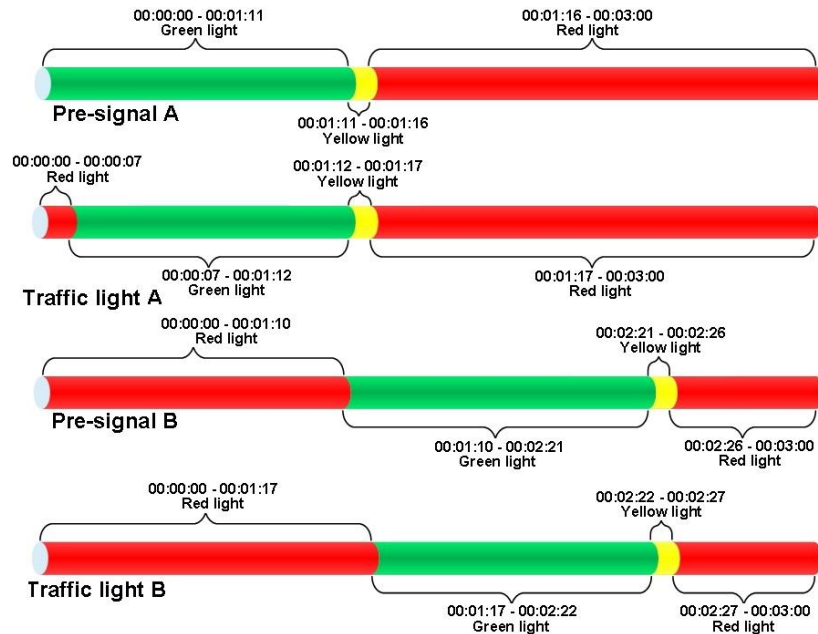 00:00:00 - 00:01:11
Green light
00:01:16 - 00:03:00
Red light
Pre-signal A
00:01:11 - 00:01:16
Yellow light
00:00:00 - 00:00:07
Red light
00:01:12 - 00:01:17
Yellow light
00:00:07 - 00:01:12
Green light
00:01:17 - 00:03:00
Red light
Traffic light A
00:00:00 - 00:01:10
Red light
00:02:21 - 00:02:26
Yellow light
Pre-signal B
00:01:10 - 00:02:21
Green light
00:02:26 - 00:03:00
Red light
00:00:00 - 00:01:17
Red light
00:02:22 - 00:02:27
Yellow light
Traffic light B
00:01:17 - 00:02:22
Green light
00:02:27 - 00:03:00
Red light